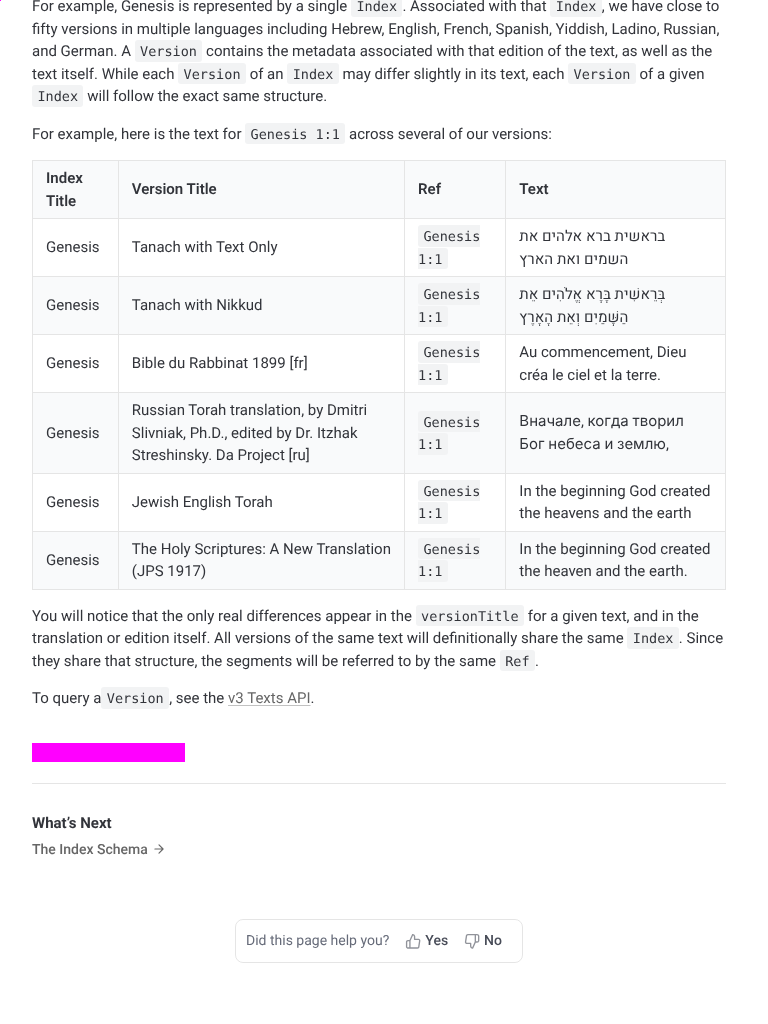 For example, Genesis is represented by a single Index. Associated with that Index, we have close to
fifty versions in multiple languages including Hebrew, English, French, Spanish, Yiddish, Ladino, Russian,
and German. A Version contains the metadata associated with that edition of the text, as well as the
text itself. While each Version of an Index may differ slightly in its text, each Version of a given
Index will follow the exact same structure.
For example, here is the text for Genesis 1:1 across several of our versions:
Index
Title
Version Title
Ref
Text
Genesis
Tanach with Text Only
Genesis
1:1
בראשית ברא אלהים את
השמים ואת הארץ
Genesis
Tanach with Nikkud
Genesis
1:1
בְּרֵאשִׁית בָּרָא אֱלֹהִים אֵת
הַשָּׁמַיִם וְאֵת הָאָרֶץ
Genesis
Bible du Rabbinat 1899 [fr]
Genesis
1:1
Au commencement, Dieu
créa le ciel et la terre.
Genesis
Russian Torah translation, by Dmitri
Slivniak, Ph.D., edited by Dr. Itzhak
Streshinsky. Da Project [ru]
Genesis
1:1
Вначале, когда творил
Бог небеса и землю,
Genesis
Jewish English Torah
Genesis
1:1
In the beginning God created
the heavens and the earth
Genesis
The Holy Scriptures: A New Translation
(JPS 1917)
Genesis
1:1
In the beginning God created
the heaven and the earth.
You will notice that the only real differences appear in the versionTitle for a given text, and in the
translation or edition itself. All versions of the same text will definitionally share the same Index. Since
they share that structure, the segments will be referred to by the same Ref.
To query a Version, see the v3 Texts API.
What's Next
The Index Schema →
Did this page help you? Yes No